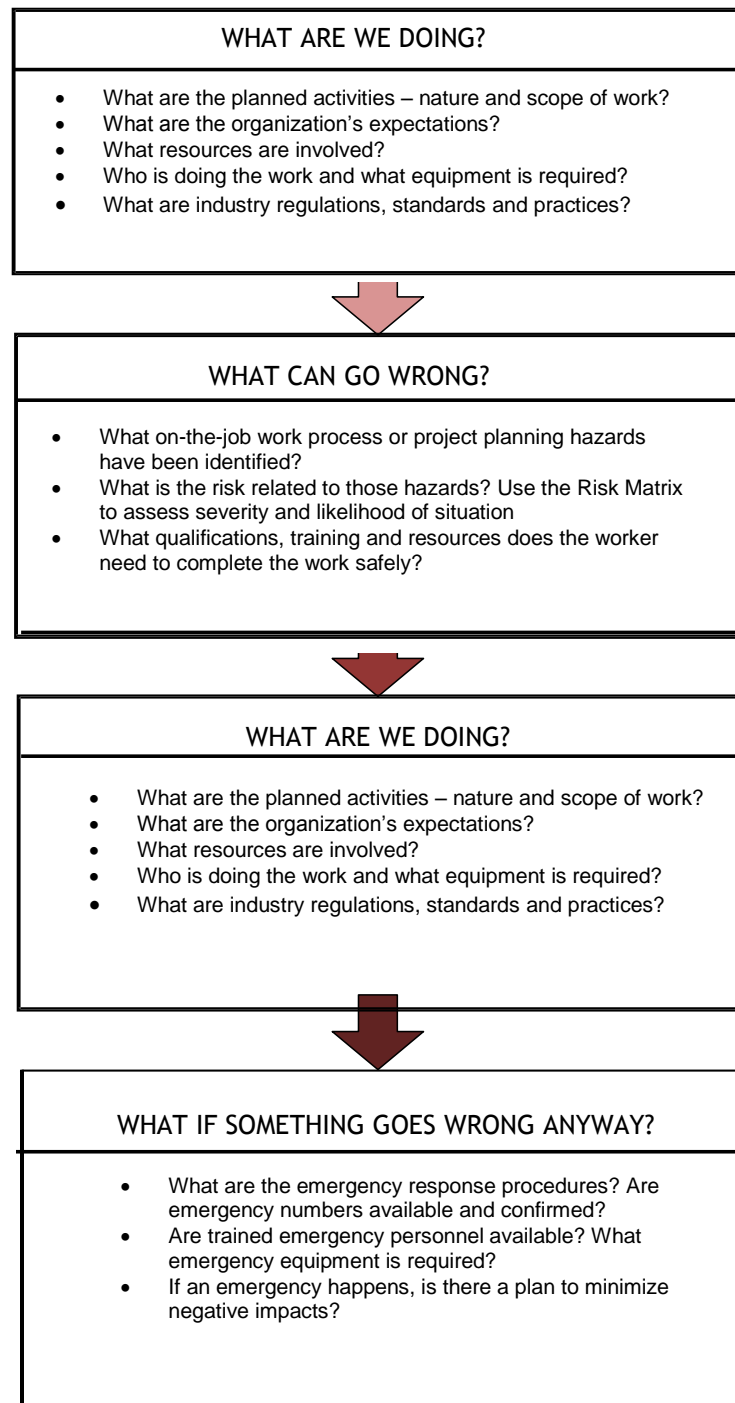 WHAT ARE WE DOING?
• What are the planned activities – nature and scope of work?
• What are the organization’s expectations?
• What resources are involved?
• Who is doing the work and what equipment is required?
• What are industry regulations, standards and practices?
WHAT CAN GO WRONG?
• What on-the-job work process or project planning hazards
have been identified?
• What is the risk related to those hazards? Use the Risk Matrix
to assess severity and likelihood of situation
• What qualifications, training and resources does the worker
need to complete the work safely?
WHAT ARE WE DOING?
• What are the planned activities – nature and scope of work?
• What are the organization’s expectations?
• What resources are involved?
• Who is doing the work and what equipment is required?
• What are industry regulations, standards and practices?
WHAT IF SOMETHING GOES WRONG ANYWAY?
• What are the emergency response procedures? Are
emergency numbers available and confirmed?
• Are trained emergency personnel available? What
emergency equipment is required?
• If an emergency happens, is there a plan to minimize
negative impacts?